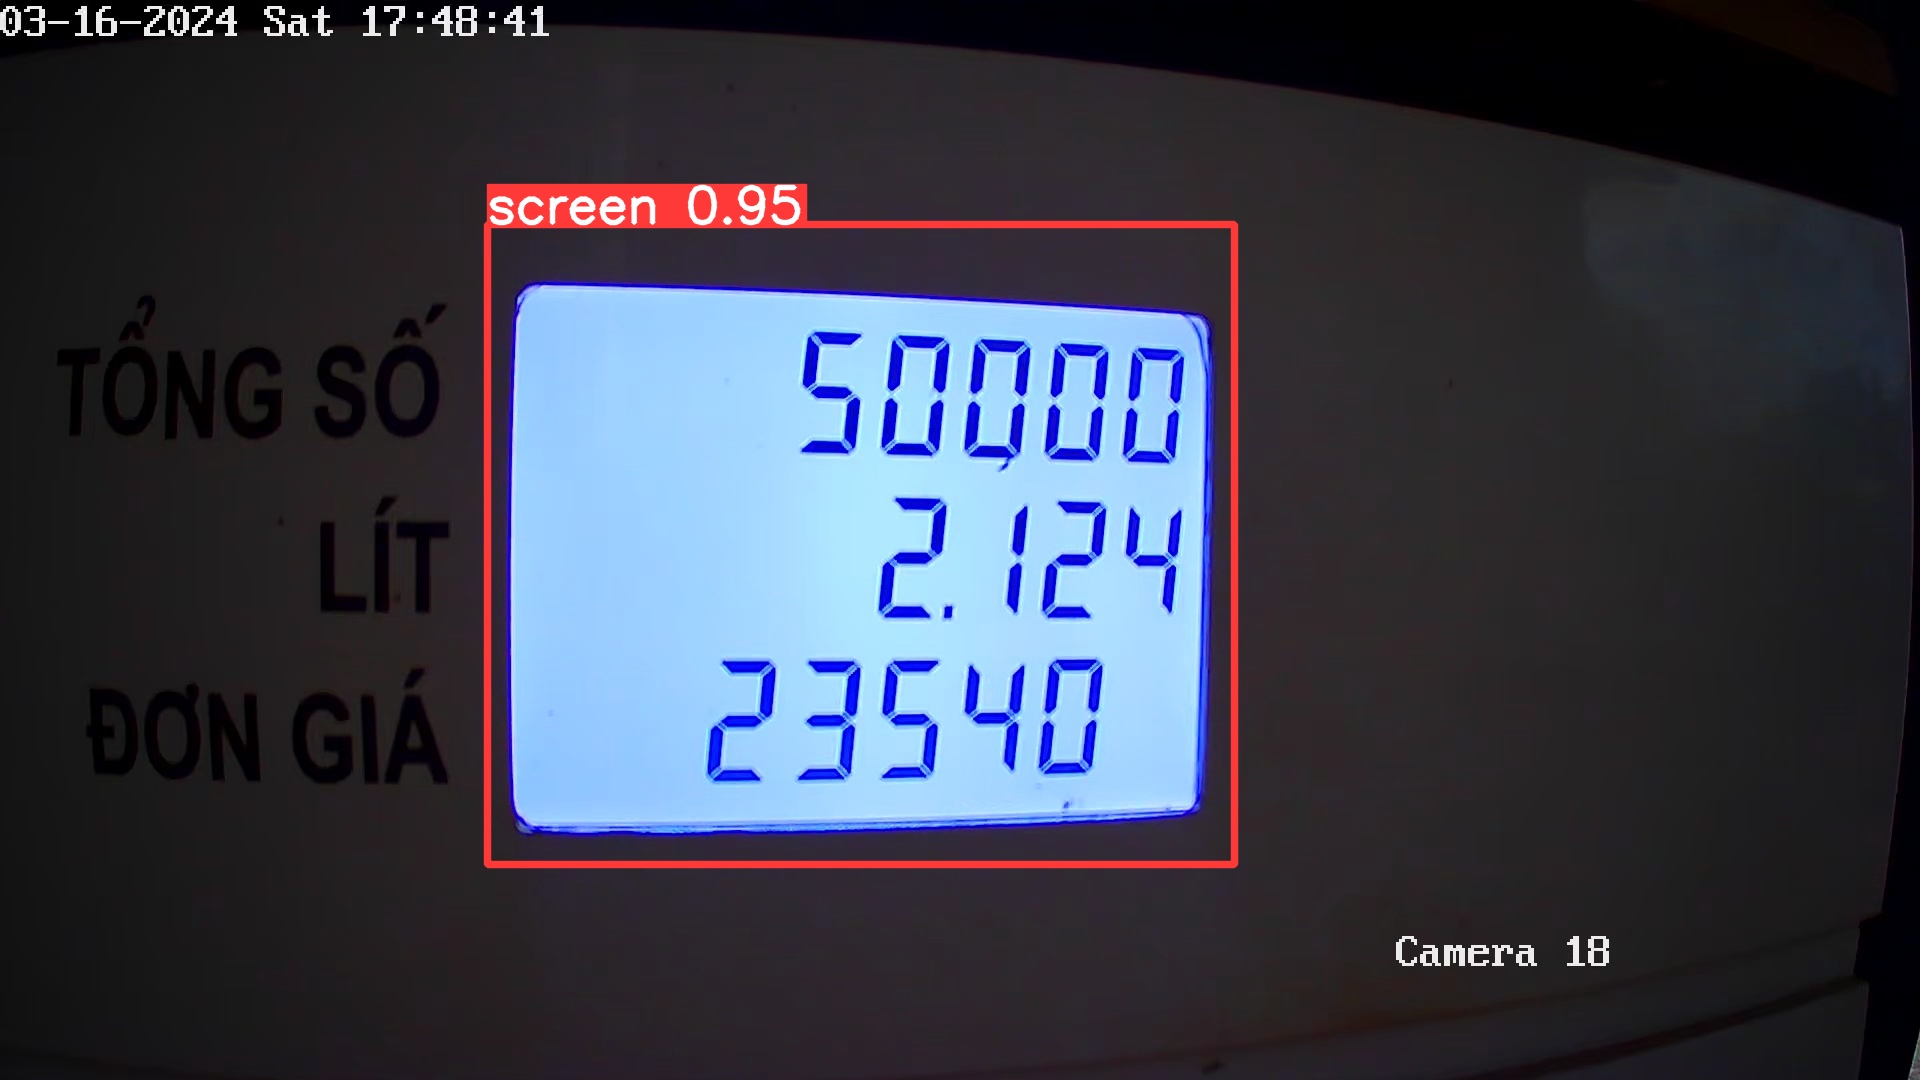 03-16-2024 Sat 17:48:41
screen 0.95
TỔNG SỐ 50000
LÍT 2.124
ĐƠN GIÁ 23540
Camera 18